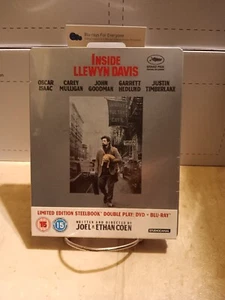 INSIDE
LLEWYN DAVIS
OSCAR ISAAC
CAREY MULLIGAN
JOHN GOODMAN
GARRETT HEDLUND
JUSTIN TIMBERLAKE
LIMITED EDITION STEELBOOK DOUBLE PLAY: DVD + BLU-RAY
15 15
WRITTEN AND DIRECTED BY
JOEL & ETHAN COEN